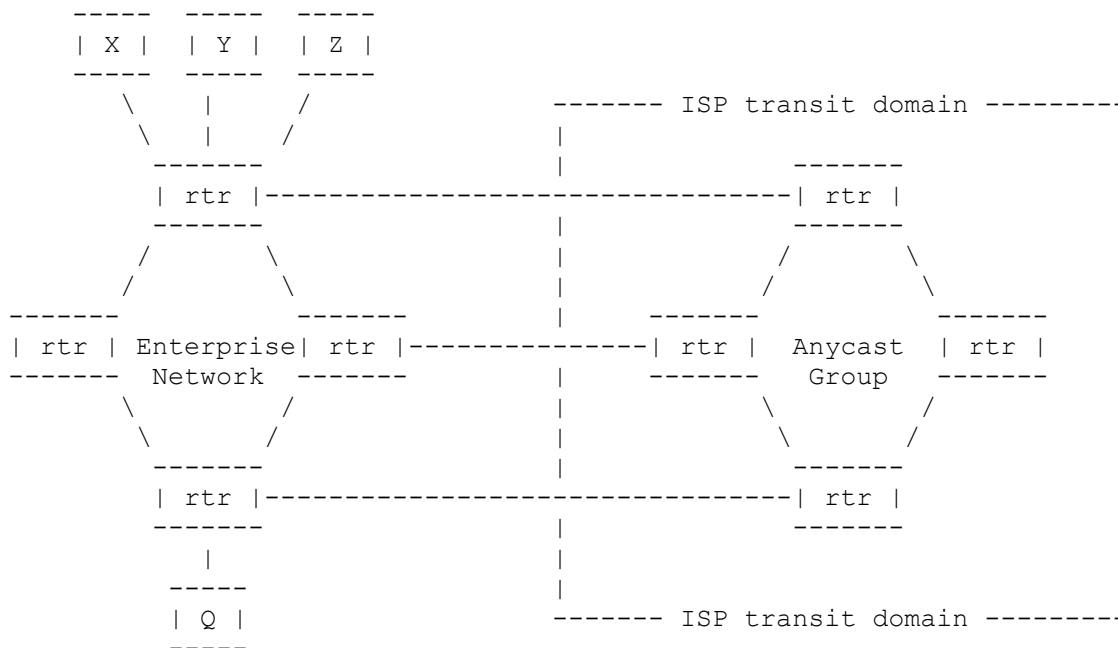 X Y Z
ISP transit domain
rtr rtr
rtr Enterprise rtr rtr Anycast rtr
Network Group
rtr rtr
Q ISP transit domain